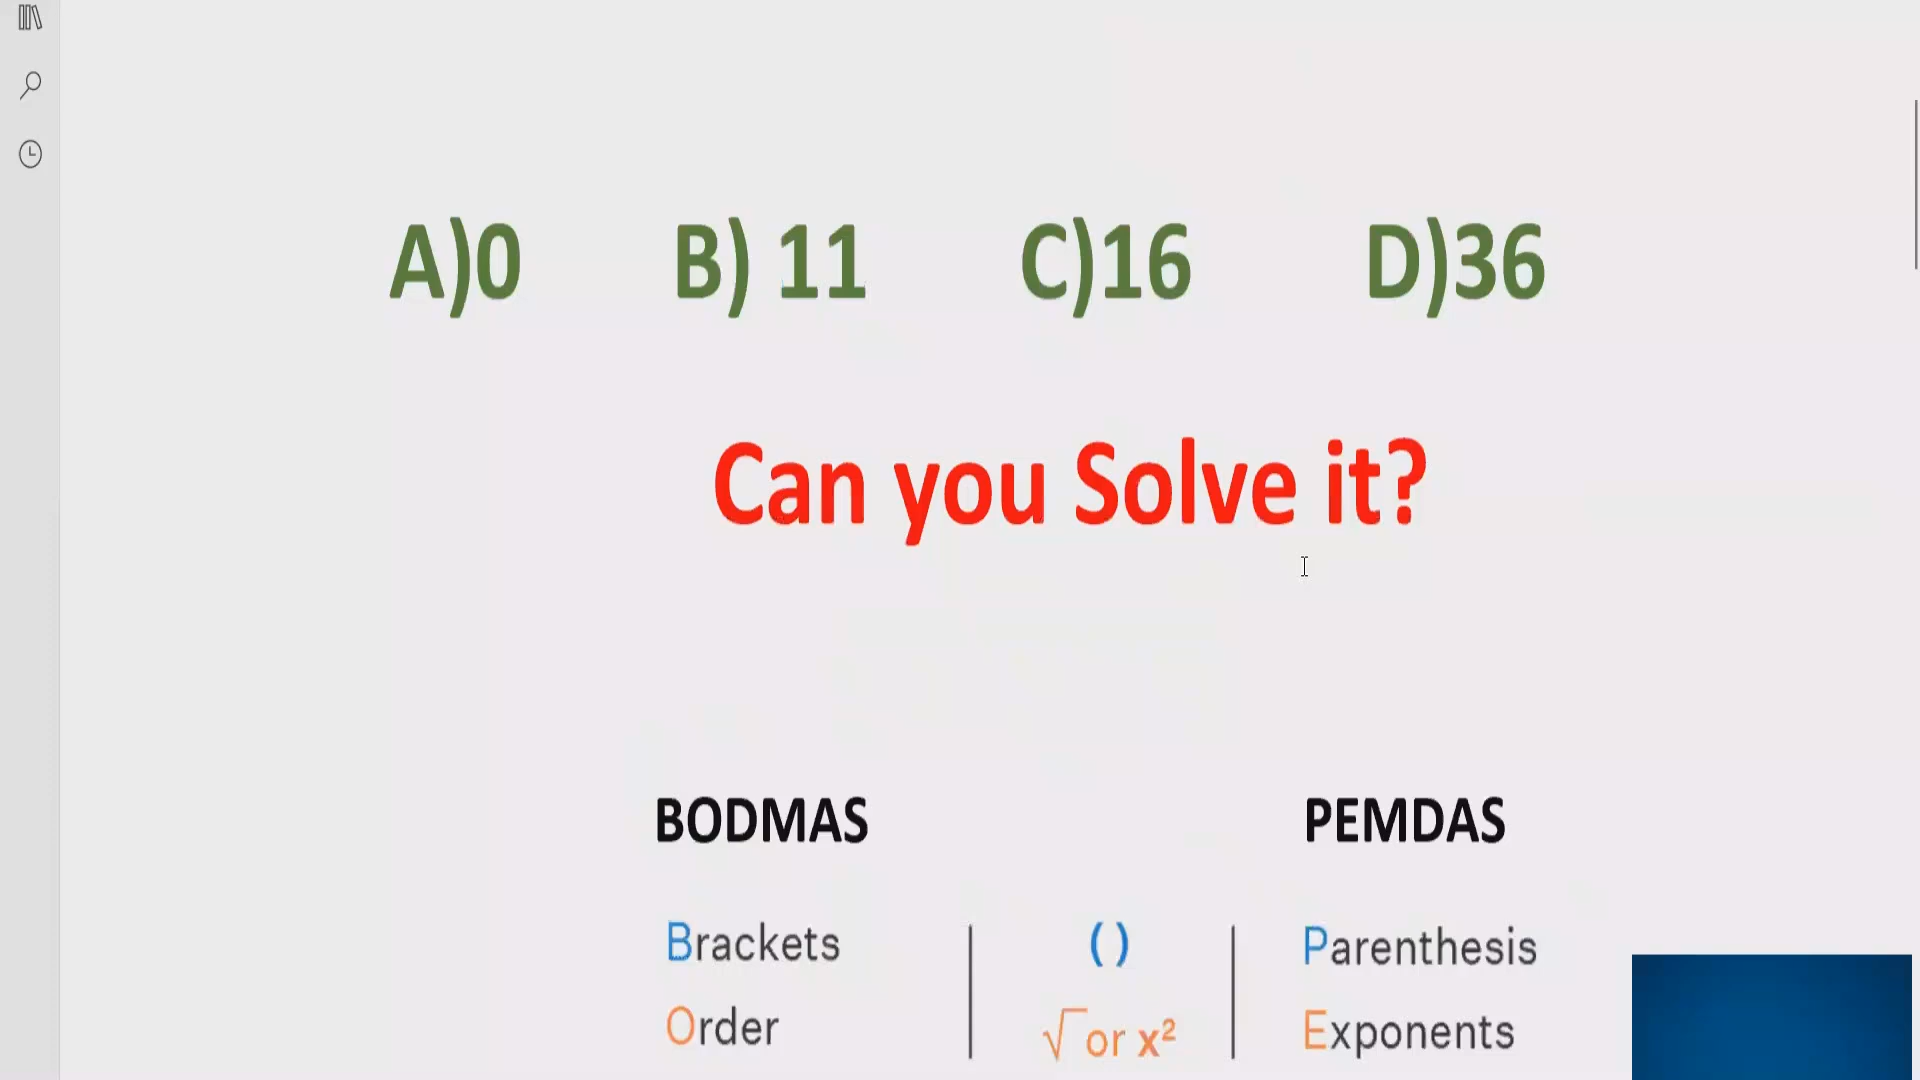 A)0 B) 11 C)16 D)36
Can you Solve it?
BODMAS PEMDAS
Brackets ( ) Parenthesis
Order √ or x² Exponents